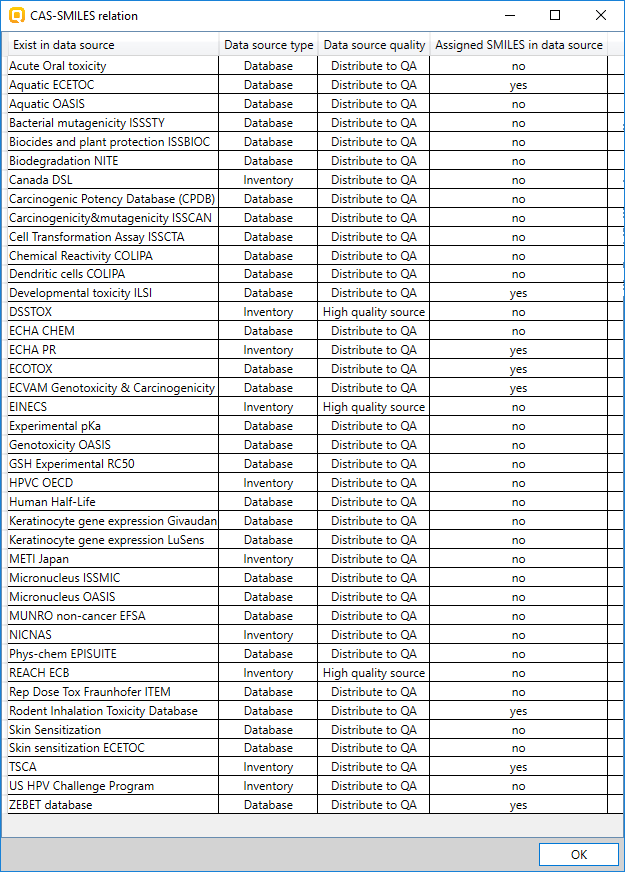 CAS-SMILES relation
Exist in data source Data source type Data source quality Assigned SMILES in data source
Acute Oral toxicity Database Distribute to QA no
Aquatic ECETOC Database Distribute to QA yes
Aquatic OASIS Database Distribute to QA no
Bacterial mutagenicity ISSSTY Database Distribute to QA no
Biocides and plant protection ISSBIOC Database Distribute to QA no
Biodegradation NITE Database Distribute to QA no
Canada DSL Inventory Distribute to QA no
Carcinogenic Potency Database (CPDB) Database Distribute to QA no
Carcinogenicity&mutagenicity ISSCAN Database Distribute to QA no
Cell Transformation Assay ISSCTA Database Distribute to QA no
Chemical Reactivity COLIPA Database Distribute to QA no
Dendritic cells COLIPA Database Distribute to QA no
Developmental toxicity ILSI Database Distribute to QA yes
DSSTOX Inventory High quality source no
ECHA CHEM Database Distribute to QA no
ECHA PR Inventory Distribute to QA yes
ECOTOX Database Distribute to QA yes
ECVAM Genotoxicity & Carcinogenicity Database Distribute to QA yes
EINECS Inventory High quality source no
Experimental pKa Database Distribute to QA no
Genotoxicity OASIS Database Distribute to QA no
GSH Experimental RC50 Database Distribute to QA no
HPVC OECD Inventory Distribute to QA no
Human Half-Life Database Distribute to QA no
Keratinocyte gene expression Givaudan Database Distribute to QA no
Keratinocyte gene expression LuSens Database Distribute to QA no
METI Japan Inventory Distribute to QA no
Micronucleus ISSMIC Database Distribute to QA no
Micronucleus OASIS Database Distribute to QA no
MUNRO non-cancer EFSA Database Distribute to QA no
NICNAS Inventory Distribute to QA no
Phys-chem EPISUITE Database Distribute to QA no
REACH ECB Inventory High quality source no
Rep Dose Tox Fraunhofer ITEM Database Distribute to QA no
Rodent Inhalation Toxicity Database Database Distribute to QA yes
Skin Sensitization Database Distribute to QA no
Skin sensitization ECETOC Database Distribute to QA no
TSCA Inventory Distribute to QA yes
US HPV Challenge Program Inventory Distribute to QA no
ZEBET database Database Distribute to QA yes
OK